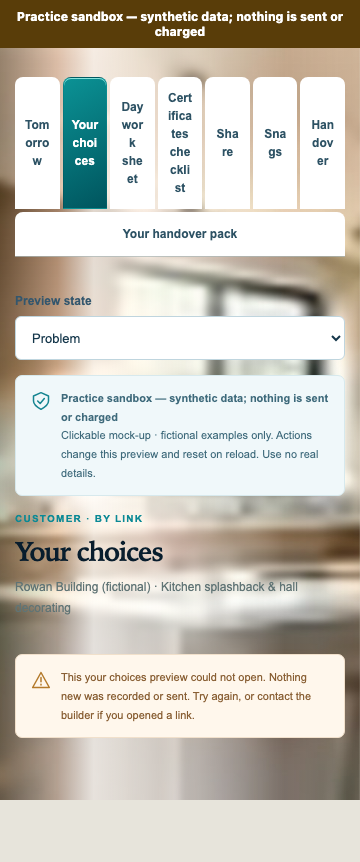 Practice sandbox — synthetic data; nothing is sent or
charged
Tom
orro
w
Your
choi
ces
Day
wor
k
she
et
Cert
ifica
tes
che
ckli
st
Sha
re
Sna
gs
Han
dov
er
Your handover pack
Preview state
Problem
Practice sandbox — synthetic data; nothing is sent
or charged
Clickable mock-up · fictional examples only. Actions
change this preview and reset on reload. Use no real
details.
CUSTOMER · BY LINK
Your choices
Rowan Building (fictional) · Kitchen splashback & hall
decorating
This your choices preview could not open. Nothing
new was recorded or sent. Try again, or contact the
builder if you opened a link.